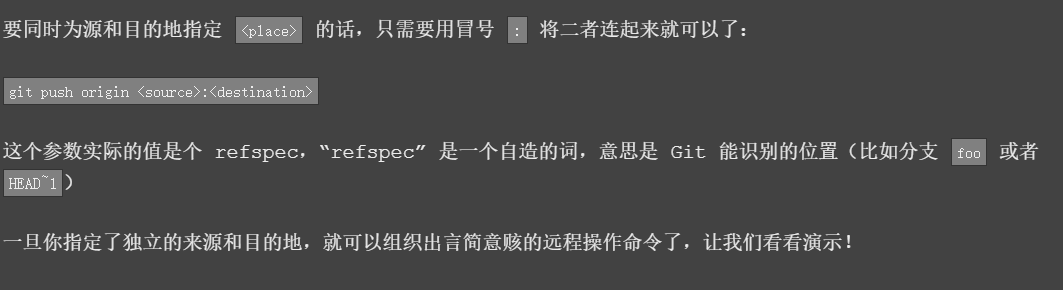 要同时为源和目的地指定 <place> 的话，只需要用冒号 : 将二者连起来就可以了：
git push origin <source>:<destination>
这个参数实际的值是个 refspec，“refspec” 是一个自造的词，意思是 Git 能识别的位置（比如分支 foo 或者
HEAD~1）
一旦你指定了独立的来源和目的地，就可以组织出言简意赅的远程操作命令了，让我们看看演示！